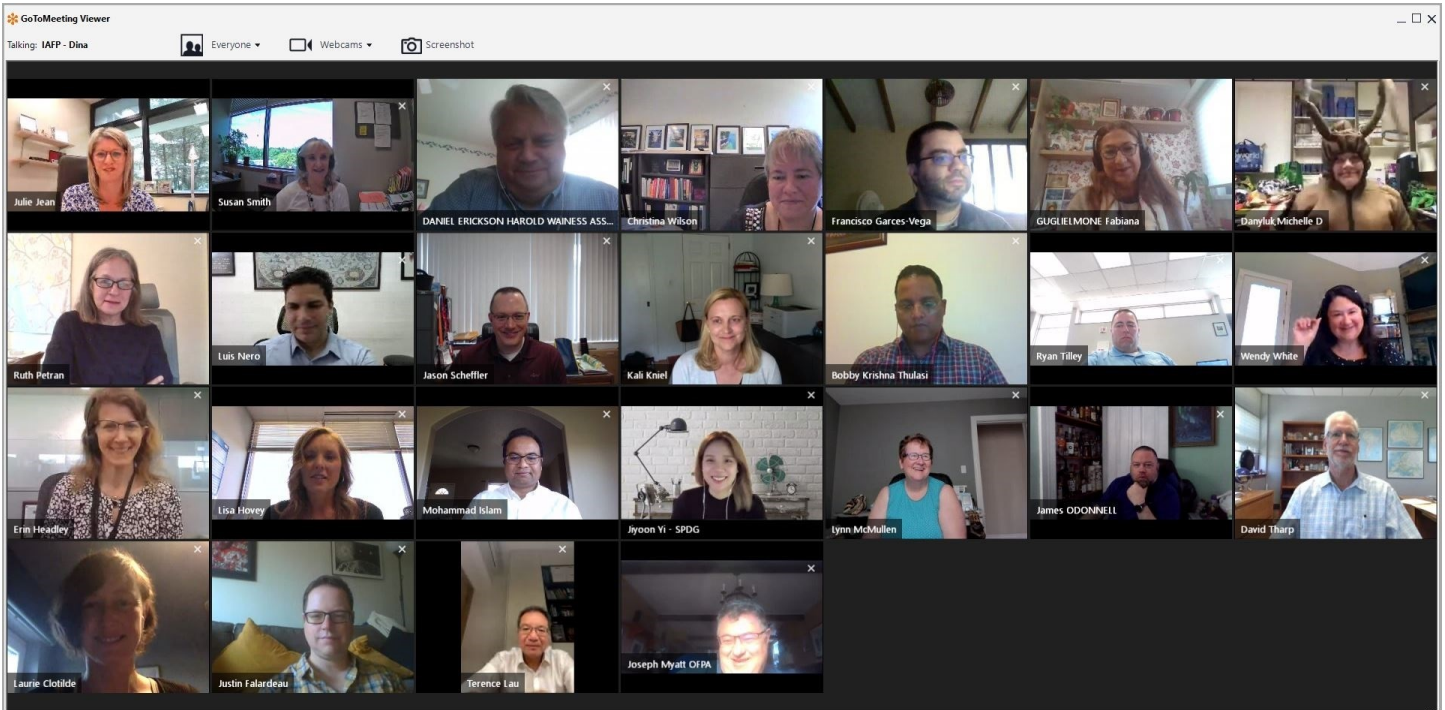 GoToMeeting Viewer
Talking: IAFP - Dina
Everyone
Webcams
Screenshot
Julie Jean
Susan Smith
DANIEL ERICKSON HAROLD WAINESS ASS...
Christina Wilson
Francisco Garces-Vega
GUGLIELMONE Fabiana
Danyluk,Michelle D
Ruth Petran
Luis Nero
Jason Scheffler
Kali Kniel
Bobby Krishna Thulasi
Ryan Tilley
Wendy White
Erin Headley
Lisa Hovey
Mohammad Islam
Jiyoon Yi - SPDG
Lynn McMullen
James ODONNELL
David Tharp
Laurie Clotilde
Justin Falardeau
Terence Lau
Joseph Myatt OFPA